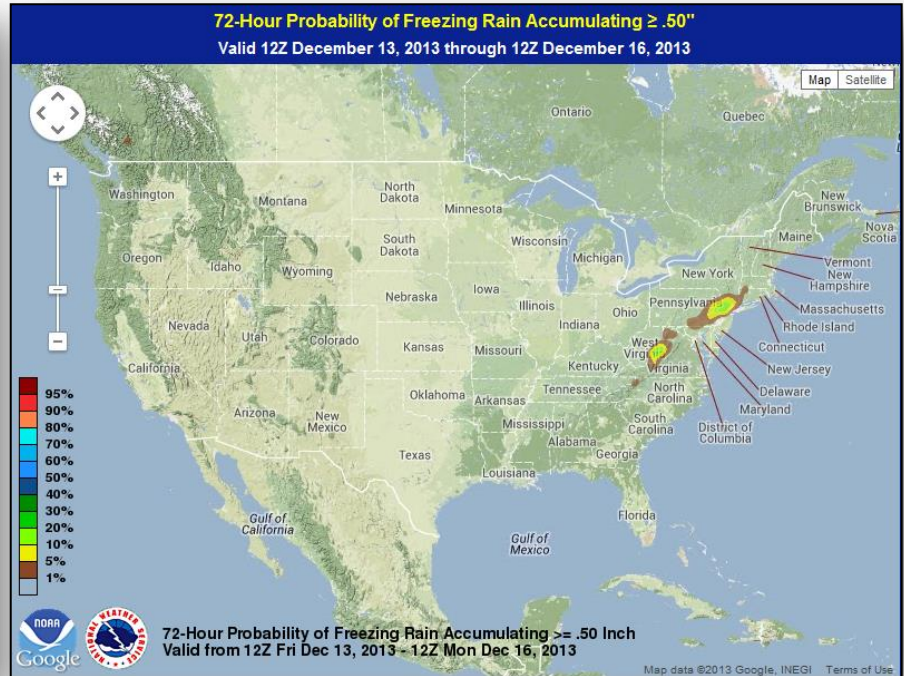 72-Hour Probability of Freezing Rain Accumulating ≥ .50"
Valid 12Z December 13, 2013 through 12Z December 16, 2013
Map
Satellite
Ontario
Quebec
Washington
Montana
North
Dakota
Minnesota
New
Brunswick
Nova
Scotia
Maine
Oregon
Idaho
Wyoming
South
Dakota
Wisconsin
Michigan
New York
Vermont
New
Hampshire
Massachusetts
Rhode Island
Connecticut
New Jersey
Delaware
Maryland
District of
Columbia
Nebraska
Iowa
Illinois
Indiana
Ohio
Pennsylvania
Nevada
Utah
Colorado
Kansas
Missouri
West
Virginia
Virginia
Kentucky
California
Arizona
New
Mexico
Oklahoma
Arkansas
Tennessee
North
Carolina
South
Carolina
Mississippi
Alabama
Georgia
Texas
Louisiana
Florida
Gulf of
California
Gulf of
Mexico
Mexico
95%
90%
80%
70%
60%
50%
40%
30%
20%
10%
5%
1%
NOAA
NATIONAL WEATHER SERVICE
Google
72-Hour Probability of Freezing Rain Accumulating >= .50 Inch
Valid from 12Z Fri Dec 13, 2013 - 12Z Mon Dec 16, 2013
Map data ©2013 Google, INEGI
Terms of Use